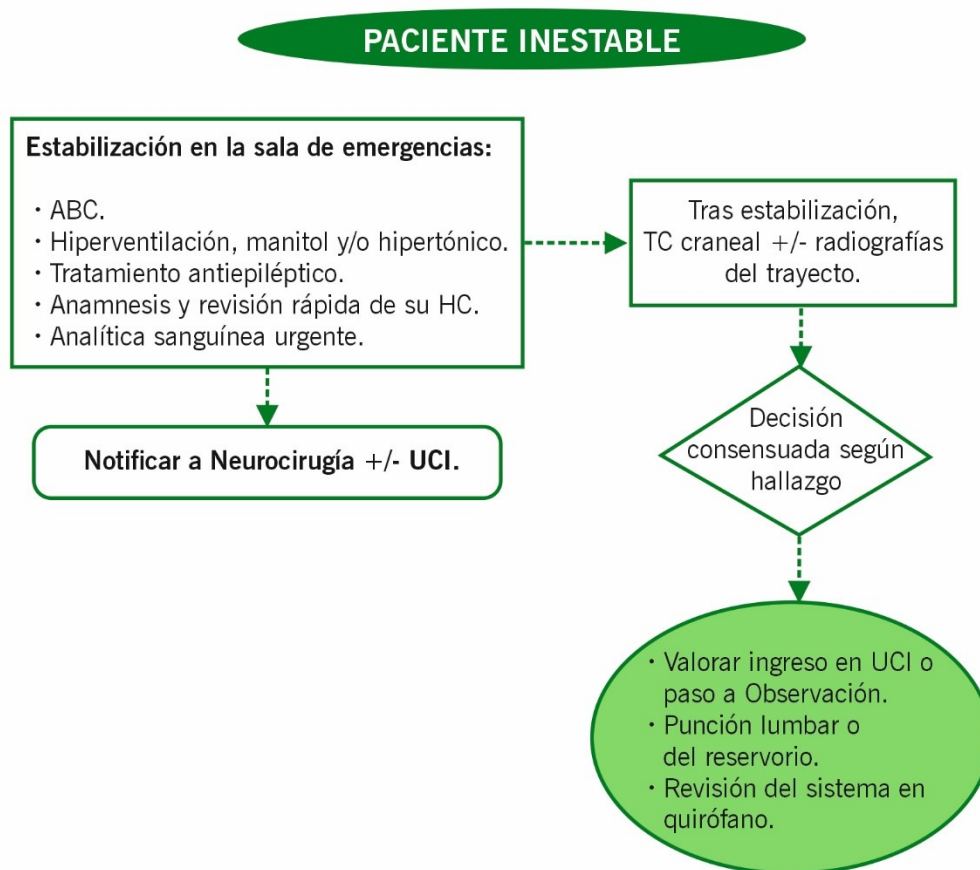 PACIENTE INESTABLE
Estabilización en la sala de emergencias:
· ABC.
· Hiperventilación, manitol y/o hipertónico.
· Tratamiento antiepiléptico.
· Anamnesis y revisión rápida de su HC.
· Analítica sanguínea urgente.
Notificar a Neurocirugía +/- UCI.
Tras estabilización,
TC craneal +/- radiografías
del trayecto.
Decisión
consensuada según
hallazgo
· Valorar ingreso en UCI o
paso a Observación.
· Punción lumbar o
del reservorio.
· Revisión del sistema en
quirófano.